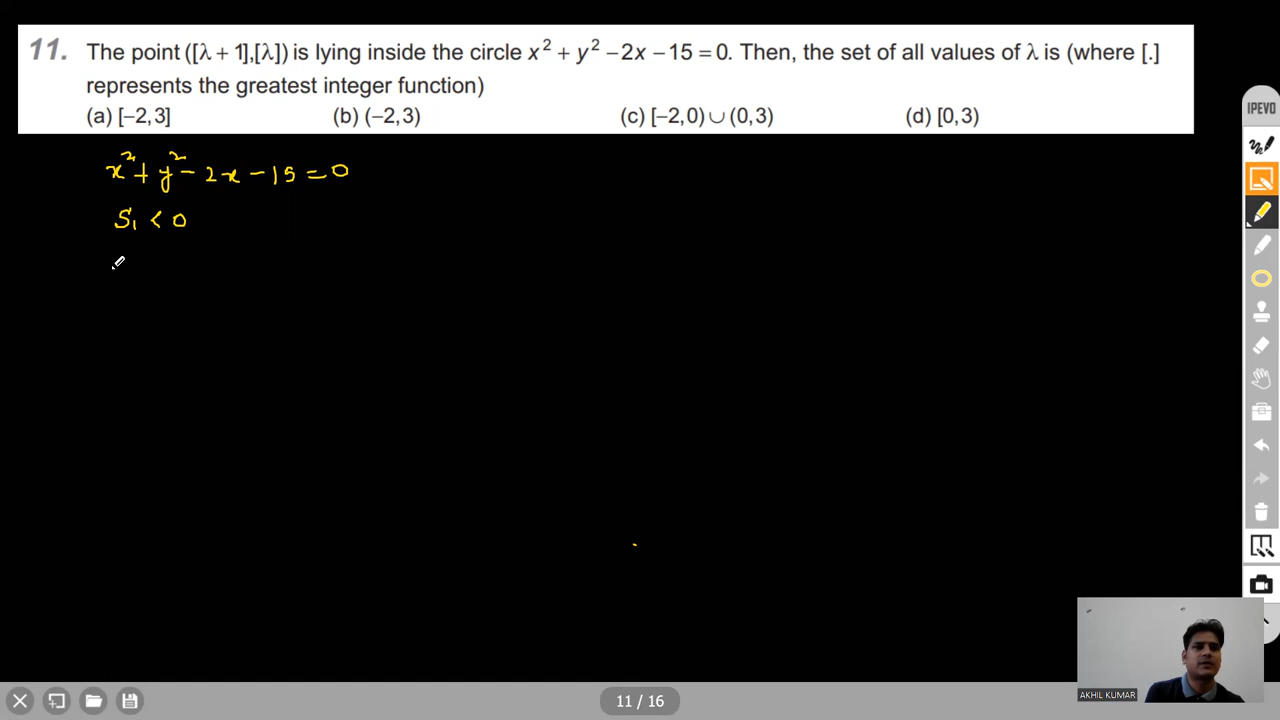 11. The point ([λ + 1],[λ]) is lying inside the circle x² + y² − 2x − 15 = 0. Then, the set of all values of λ is (where [.]
represents the greatest integer function)
(a) [−2,3] (b) (−2,3) (c) [−2,0) ∪ (0,3) (d) [0,3)
x² + y² − 2x − 15 = 0
S₁ < 0
IPEVO
AKHIL KUMAR
11 / 16